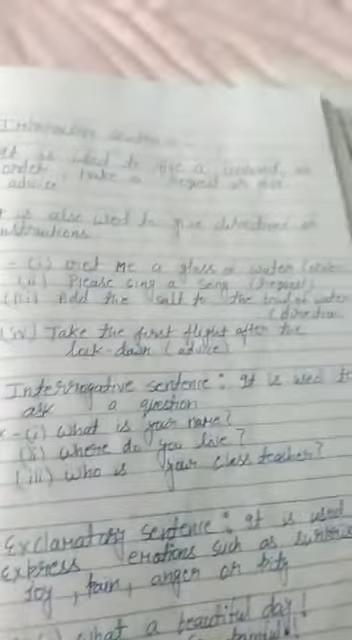 It is used to give a command, an
order, make a request or give
advice
t is also used to give directions or
nstructions
- (i) Get me a glass of water (order
(ii) Please sing a song (Request)
(iii) Add the salt to the bowl of water
(direction
(iv) Take the first flight after the
lock-down (advice)
Interrogative sentence : It is used to
ask a question
x - (i) What is your name?
(ii) where do you live?
(iii) Who is your class teacher?
Exclamatory sentence : It is used
express emotions such as surprise
Joy, pain, anger or pity
What a beautiful day!